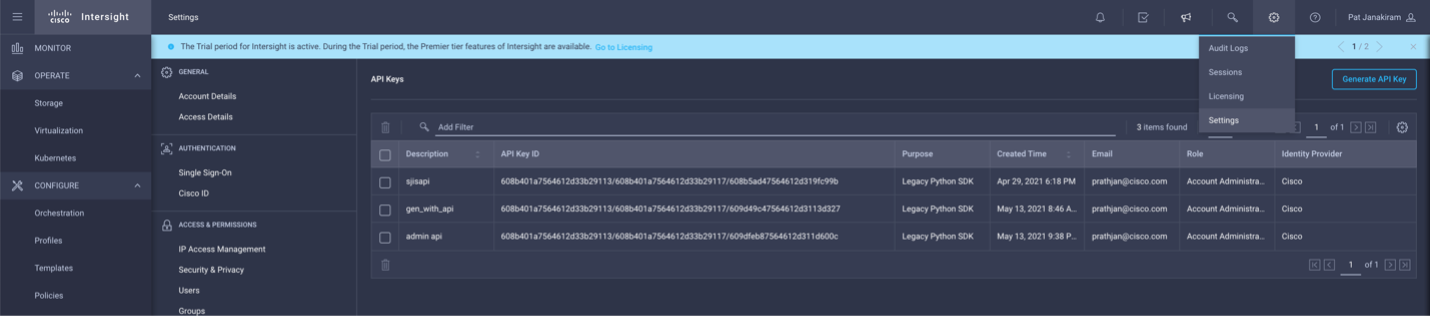 CISCO Intersight
Settings
Pat Janakiram
MONITOR
OPERATE
Storage
Virtualization
Kubernetes
CONFIGURE
Orchestration
Profiles
Templates
Policies
The Trial period for Intersight is active. During the Trial period, the Premier tier features of Intersight are available. Go to Licensing
1 / 2
Audit Logs
Sessions
Licensing
Settings
GENERAL
Account Details
Access Details
AUTHENTICATION
Single Sign-On
Cisco ID
ACCESS & PERMISSIONS
IP Access Management
Security & Privacy
Users
Groups
API Keys
Generate API Key
Add Filter
3 items found
1 of 1
Description API Key ID Purpose Created Time Email Role Identity Provider
sjisapi 608b401a7564612d33b29113/608b401a7564612d33b29117/608b5ad47564612d319fc99b Legacy Python SDK Apr 29, 2021 6:18 PM prathjan@cisco.com Account Administra... Cisco
gen_with_api 608b401a7564612d33b29113/608b401a7564612d33b29117/609d49c47564612d3113d327 Legacy Python SDK May 13, 2021 8:46 A... prathjan@cisco.com Account Administra... Cisco
admin api 608b401a7564612d33b29113/608b401a7564612d33b29117/609dfeb87564612d311d600c Legacy Python SDK May 13, 2021 9:38 P... prathjan@cisco.com Account Administra... Cisco
1 of 1